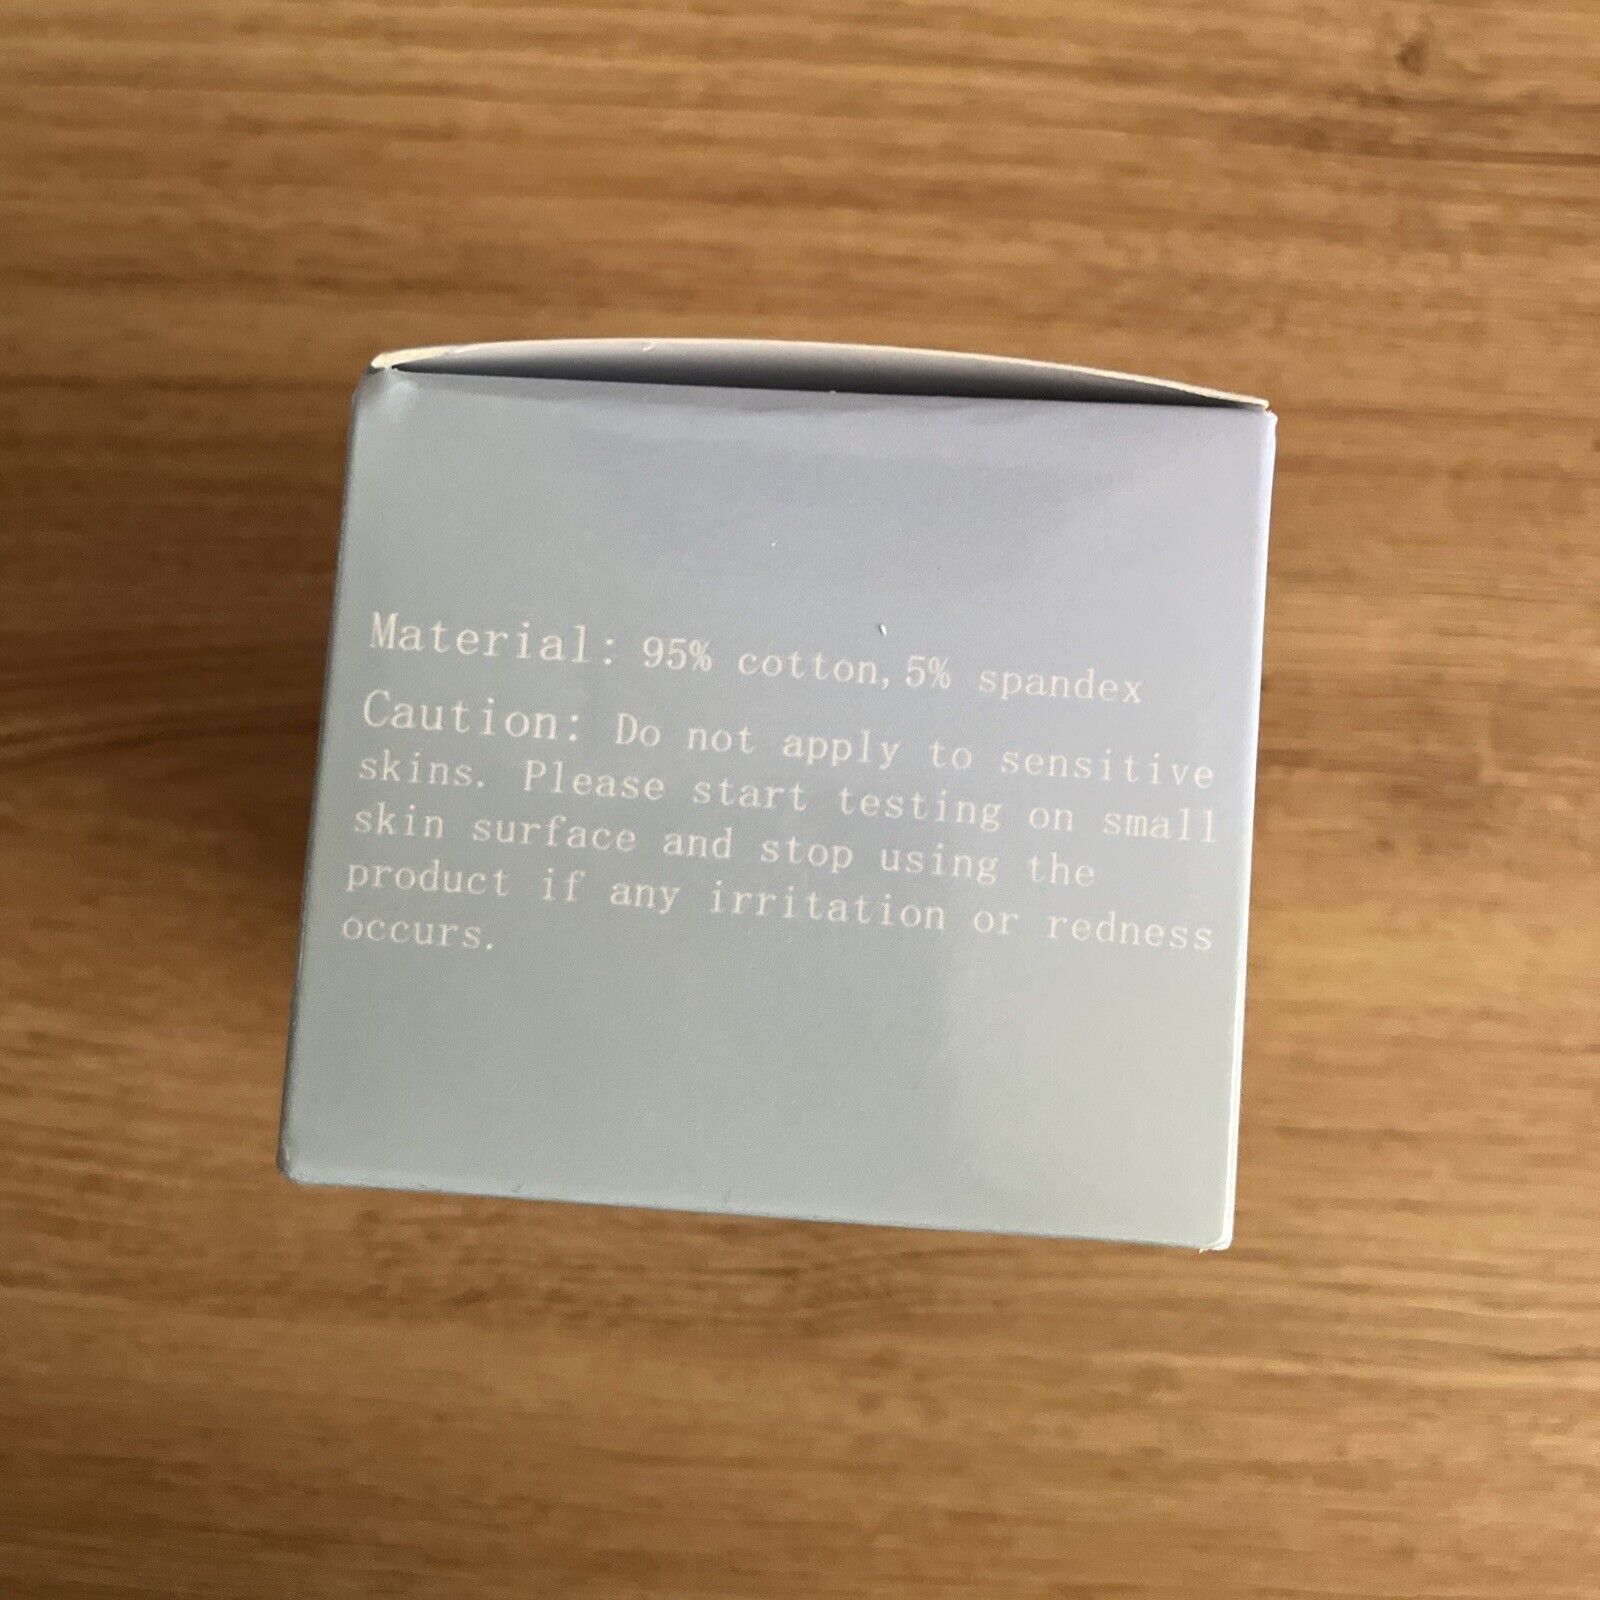 Material: 95% cotton, 5% spandex
Caution: Do not apply to sensitive
skins. Please start testing on small
skin surface and stop using the
product if any irritation or redness
occurs.